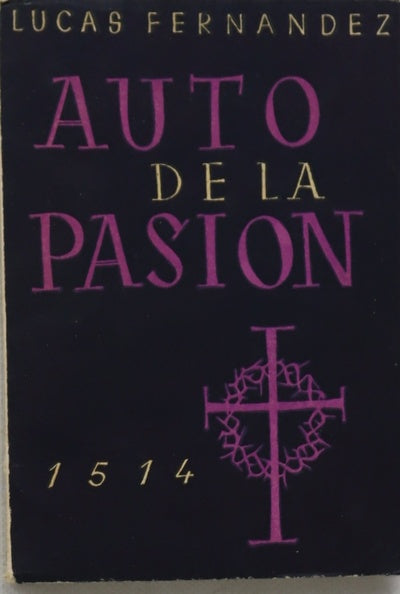 LUCAS FERNANDEZ
AUTO
DE LA
PASION
1514